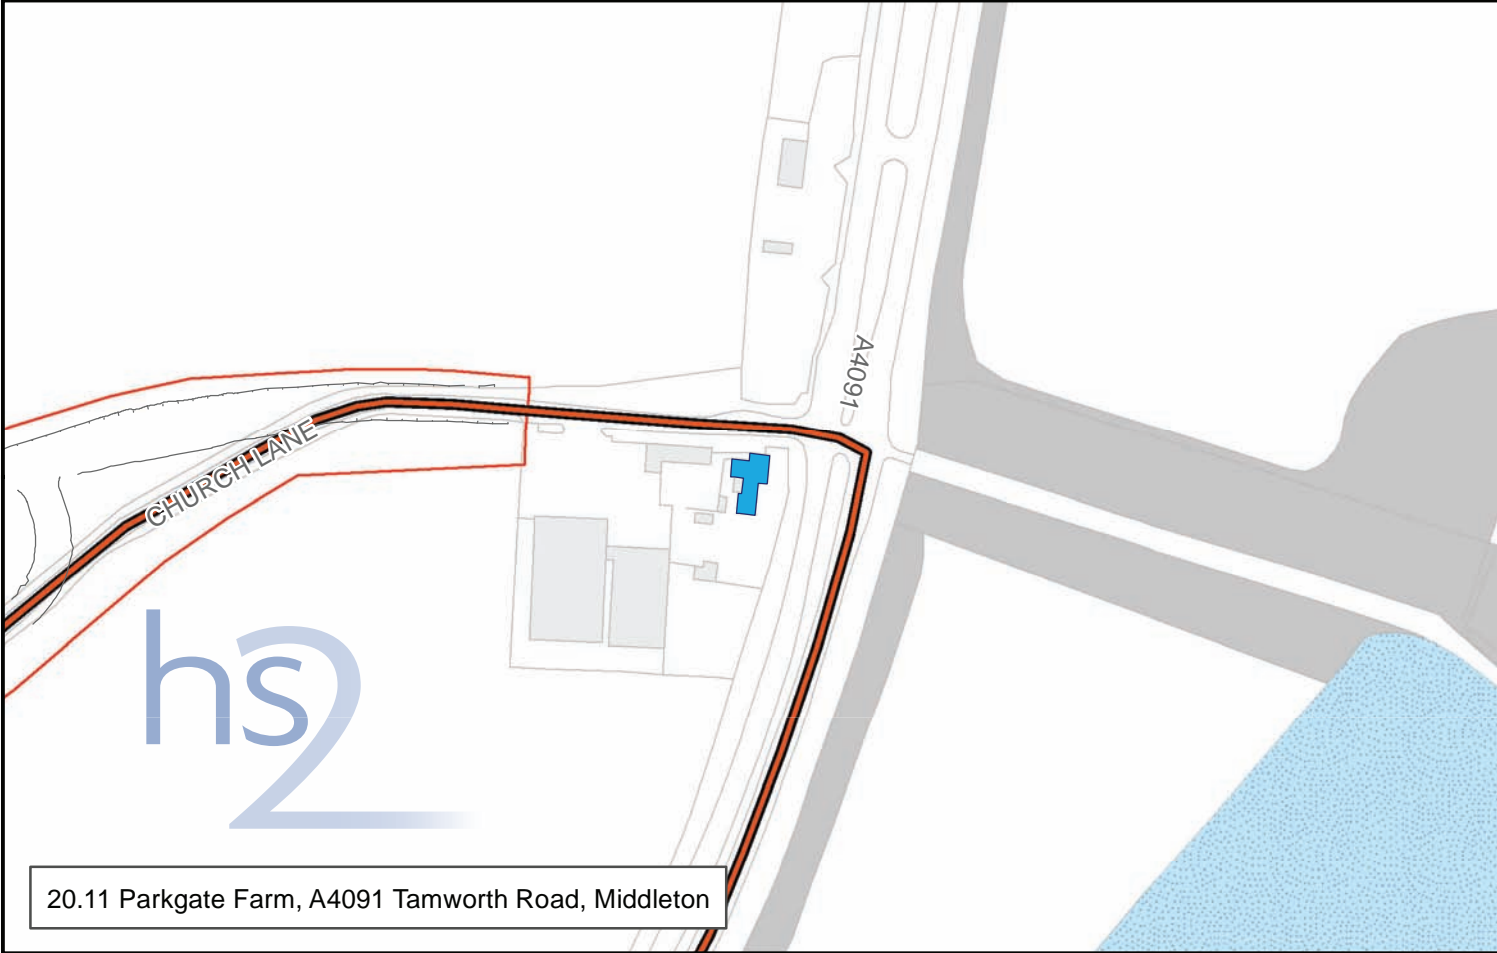 A4091
CHURCH LANE
hs2
20.11 Parkgate Farm, A4091 Tamworth Road, Middleton